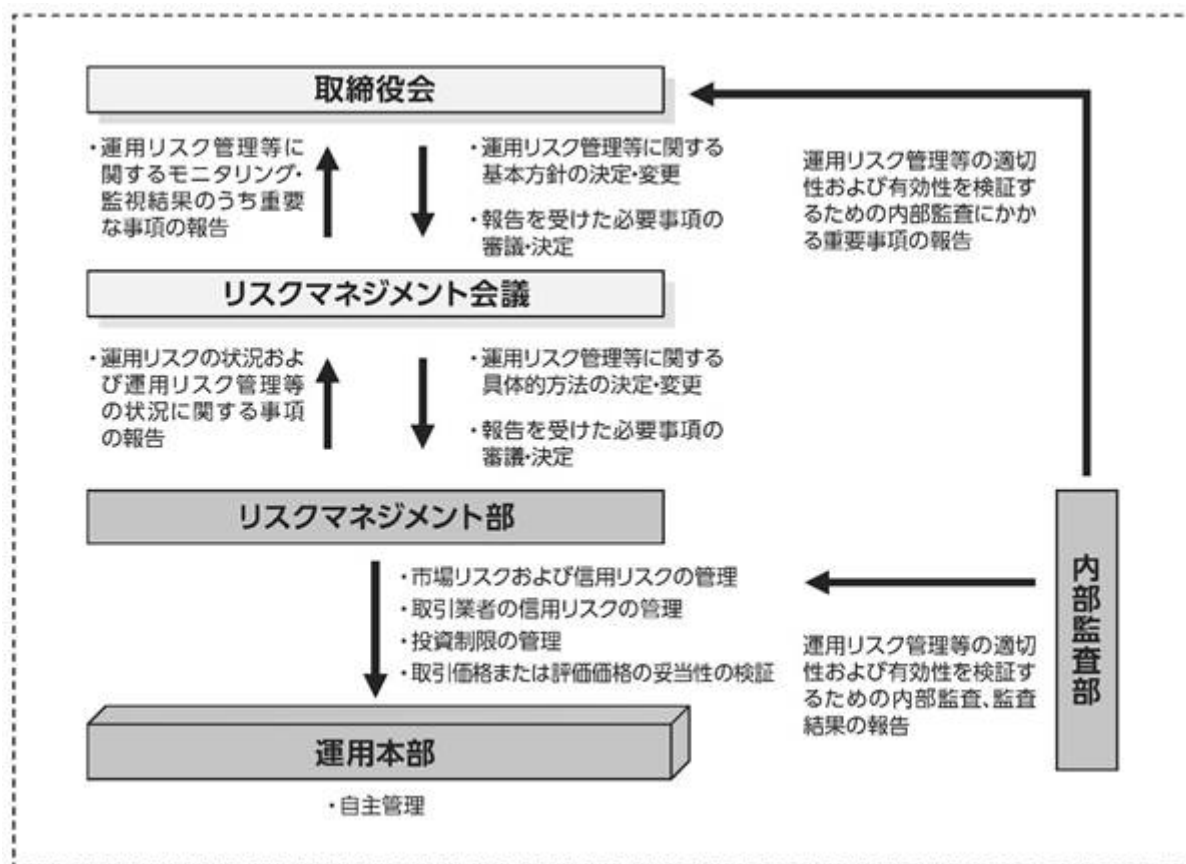 取締役会
・運用リスク管理等に
関するモニタリング・
監視結果のうち重要
な事項の報告
・運用リスク管理等に関する
基本方針の決定・変更
・報告を受けた必要事項の
審議・決定
運用リスク管理等の適切
性および有効性を検証す
るための内部監査にかか
る重要事項の報告
リスクマネジメント会議
・運用リスクの状況およ
び運用リスク管理等
の状況に関する事項
の報告
・運用リスク管理等に関する
具体的方法の決定・変更
・報告を受けた必要事項の
審議・決定
リスクマネジメント部
・市場リスクおよび信用リスクの管理
・取引業者の信用リスクの管理
・投資制限の管理
・取引価格または評価価格の妥当性の検証
内部監査部
運用リスク管理等の適切
性および有効性を検証す
るための内部監査、監査
結果の報告
運用本部
・自主管理